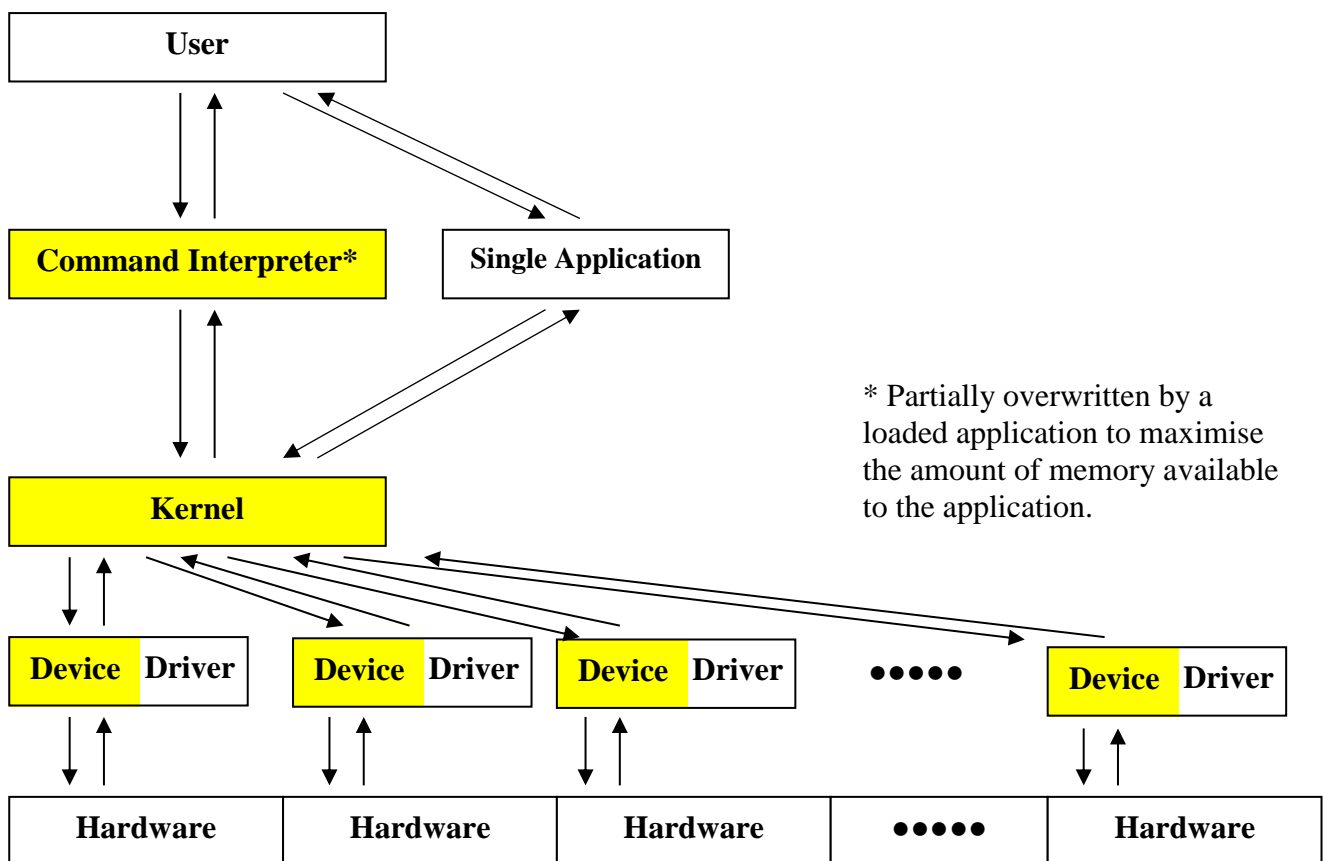 User
Command Interpreter*
Single Application
* Partially overwritten by a
loaded application to maximise
the amount of memory available
to the application.
Kernel
Device Driver
Device Driver
Device Driver
●●●●●
Device Driver
Hardware
Hardware
Hardware
●●●●●
Hardware